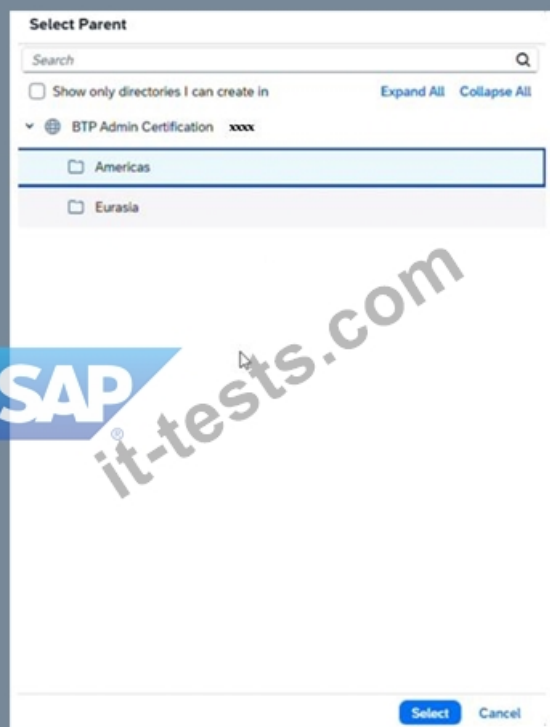 Select Parent
Search
Show only directories I can create in Expand All Collapse All
BTP Admin Certification xxxx
Americas
Eurasia
it-tests.com
SAP
®
Select Cancel